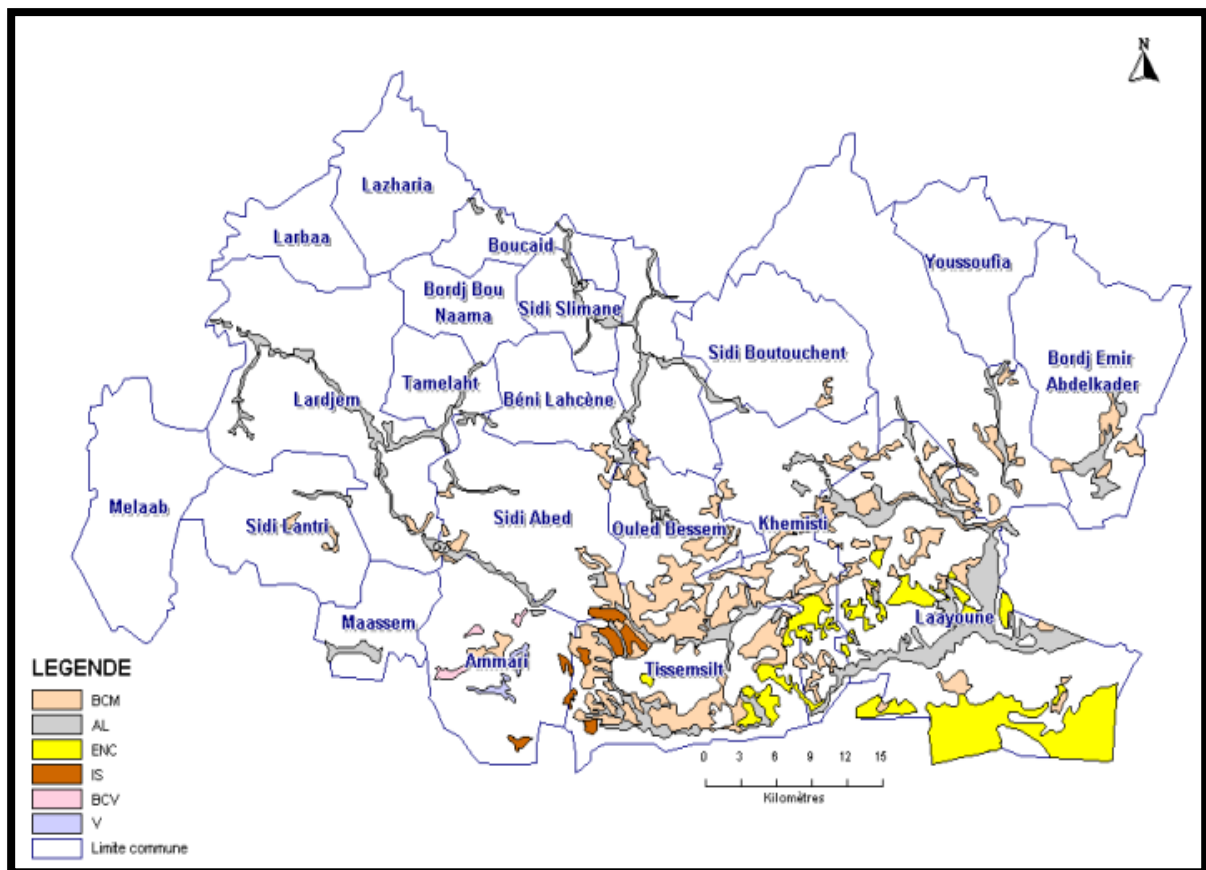 N
Lazharia
Larbaa
Boucaid
Youssoufia
Bordj Bou
Naama
Sidi Slimane
Sidi Boutouchent
Bordj Emir
Abdelkader
Tamelaht
Lardjem
Béni Lahcène
Melaab
Sidi Lantri
Sidi Abed
Ouled Bessem
Khemisti
Maassem
Laayoune
Ammari
Tissemsilt
LEGENDE
BCM
AL
ENC
IS
BCV
V
Limite commune
0 3 6 9 12 15
Kilomètres